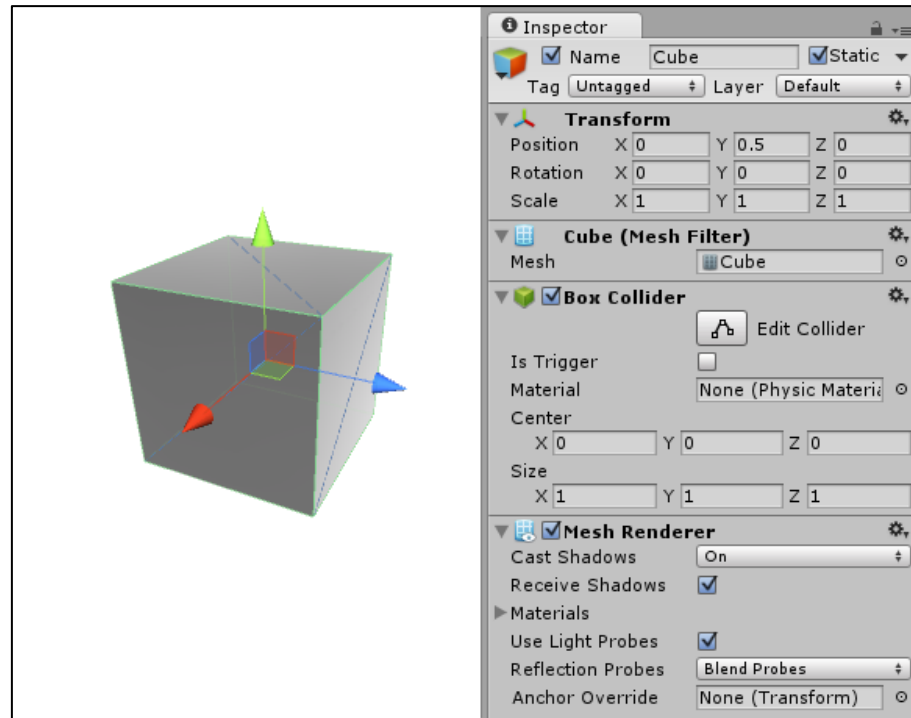 Inspector
Name Cube Static
Tag Untagged Layer Default
Transform
Position X 0 Y 0.5 Z 0
Rotation X 0 Y 0 Z 0
Scale X 1 Y 1 Z 1
Cube (Mesh Filter)
Mesh Cube
Box Collider
Edit Collider
Is Trigger
Material None (Physic Materia
Center
X 0 Y 0 Z 0
Size
X 1 Y 1 Z 1
Mesh Renderer
Cast Shadows On
Receive Shadows
Materials
Use Light Probes
Reflection Probes Blend Probes
Anchor Override None (Transform)